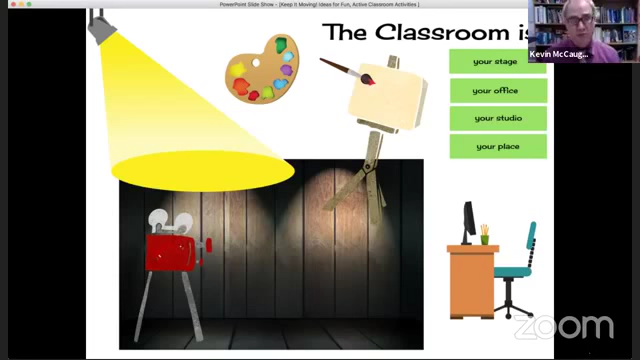 PowerPoint Slide Show - [Keep It Moving! Ideas for Fun, Active Classroom Activities ]
The Classroom is
Kevin McCaug...
your stage
your office
your studio
your place
zoom